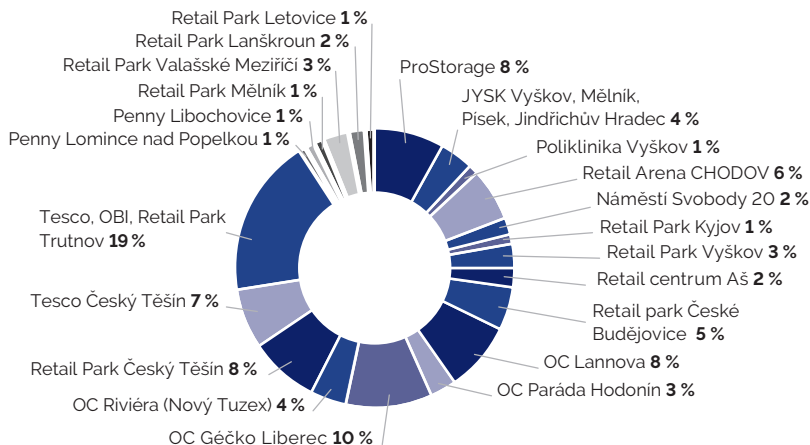 Retail Park Letovice 1 %
Retail Park Lanškroun 2 %
Retail Park Valašské Meziříčí 3 %
Retail Park Mělník 1 %
Penny Libochovice 1 %
Penny Lomince nad Popelkou 1 %
Tesco, OBI, Retail Park
Trutnov 19 %
Tesco Český Těšín 7 %
Retail Park Český Těšín 8 %
OC Riviéra (Nový Tuzex) 4 %
OC Géčko Liberec 10 %
ProStorage 8 %
JYSK Vyškov, Mělník,
Písek, Jindřichův Hradec 4 %
Poliklinika Vyškov 1 %
Retail Arena CHODOV 6 %
Náměstí Svobody 20 2 %
Retail Park Kyjov 1 %
Retail Park Vyškov 3 %
Retail centrum Aš 2 %
Retail park České
Budějovice 5 %
OC Lannova 8 %
OC Paráda Hodonín 3 %